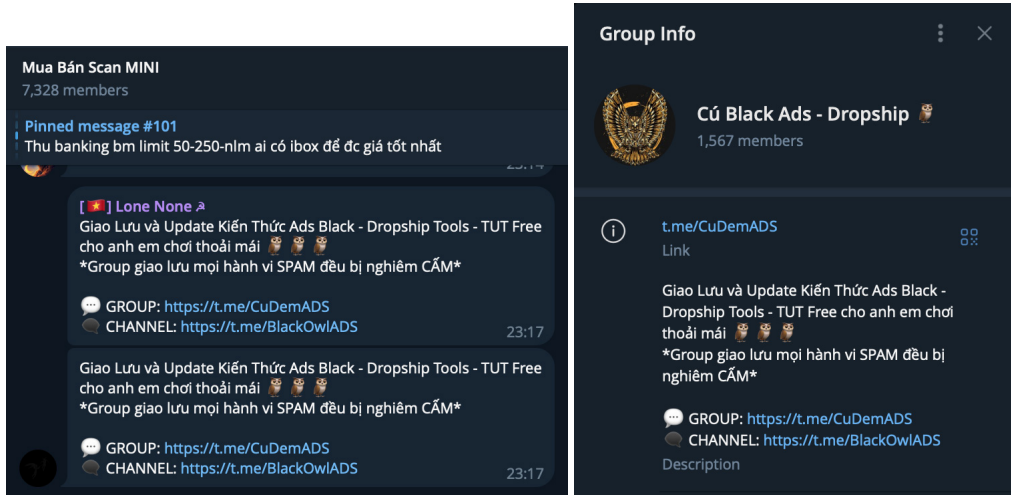 Mua Bán Scan MINI
7,328 members
Pinned message #101
Thu banking bm limit 50-250-nlm ai có ibox để đc giá tốt nhất
23:14
[🇻🇳] Lone None ☭
Giao Lưu và Update Kiến Thức Ads Black - Dropship Tools - TUT Free
cho anh em chơi thoải mái 🦉 🦉 🦉
*Group giao lưu mọi hành vi SPAM đều bị nghiêm CẤM*
💬 GROUP: https://t.me/CuDemADS
🗨 CHANNEL: https://t.me/BlackOwlADS
23:17
Giao Lưu và Update Kiến Thức Ads Black - Dropship Tools - TUT Free
cho anh em chơi thoải mái 🦉 🦉 🦉
*Group giao lưu mọi hành vi SPAM đều bị nghiêm CẤM*
💬 GROUP: https://t.me/CuDemADS
🗨 CHANNEL: https://t.me/BlackOwlADS
23:17
Group Info
Cú Black Ads - Dropship 🦉
1,567 members
t.me/CuDemADS
Link
Giao Lưu và Update Kiến Thức Ads Black -
Dropship Tools - TUT Free cho anh em chơi
thoải mái 🦉 🦉 🦉
*Group giao lưu mọi hành vi SPAM đều bị
nghiêm CẤM*
💬 GROUP: https://t.me/CuDemADS
🗨 CHANNEL: https://t.me/BlackOwlADS
Description